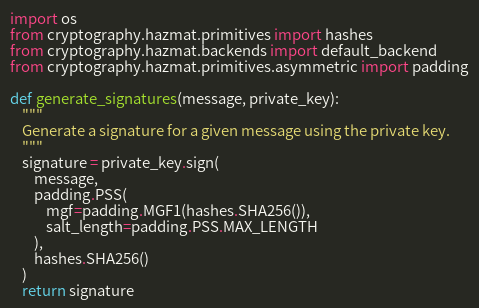 import os
from cryptography.hazmat.primitives import hashes
from cryptography.hazmat.backends import default_backend
from cryptography.hazmat.primitives.asymmetric import padding

def generate_signatures(message, private_key):
    """
    Generate a signature for a given message using the private key.
    """
    signature = private_key.sign(
        message,
        padding.PSS(
            mgf=padding.MGF1(hashes.SHA256()),
            salt_length=padding.PSS.MAX_LENGTH
        ),
        hashes.SHA256()
    )
    return signature